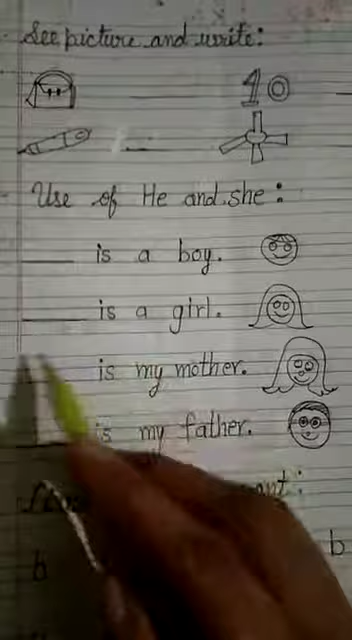 See picture and write:
10
Use of He and she:
is a boy.
is a girl.
is my mother.
is my father.
b b